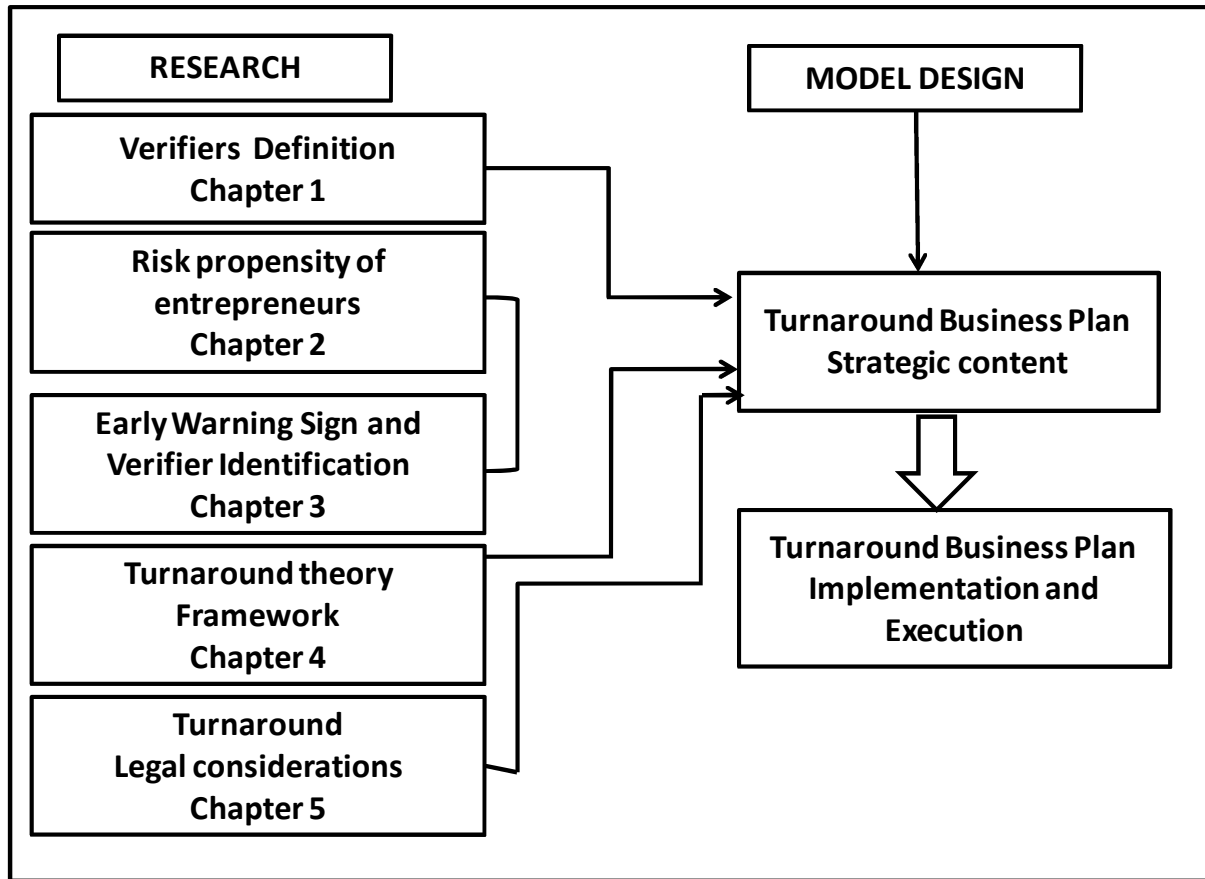 RESEARCH
Verifiers Definition
Chapter 1
Risk propensity of
entrepreneurs
Chapter 2
Early Warning Sign and
Verifier Identification
Chapter 3
Turnaround theory
Framework
Chapter 4
Turnaround
Legal considerations
Chapter 5
MODEL DESIGN
Turnaround Business Plan
Strategic content
Turnaround Business Plan
Implementation and
Execution